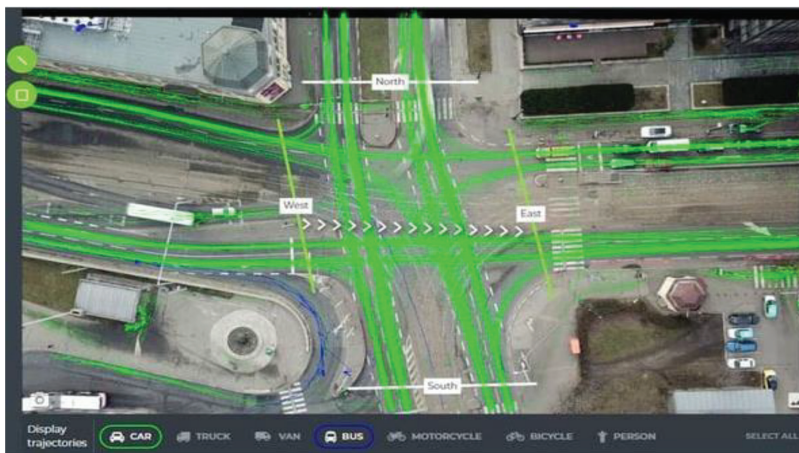 North
West
East
South
Display
trajectories
CAR
TRUCK
VAN
BUS
MOTORCYCLE
BICYCLE
PERSON
SELECT ALL